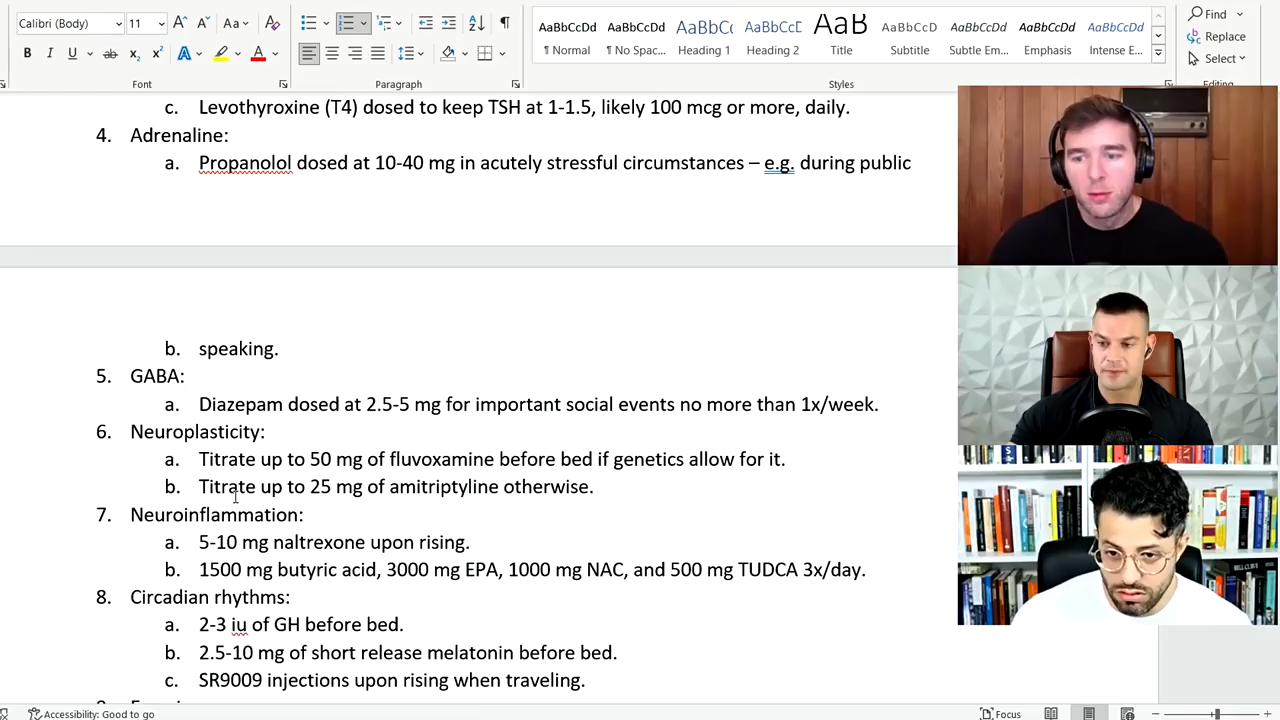 Calibri (Body) 11 A A Aa Find
AaBbCcDd AaBbCcDd AaBbC AaBbCcE AaB AaBbCcD AaBbCcDd AaBbCcDd AaBbCcDd Replace
¶ Normal ¶ No Spac... Heading 1 Heading 2 Title Subtitle Subtle Em... Emphasis Intense E... Select
B I U ab x₂ x² A A
Font Paragraph Styles Editing
c. Levothyroxine (T4) dosed to keep TSH at 1-1.5, likely 100 mcg or more, daily.
4. Adrenaline:
a. Propanolol dosed at 10-40 mg in acutely stressful circumstances – e.g. during public
b. speaking.
5. GABA:
a. Diazepam dosed at 2.5-5 mg for important social events no more than 1x/week.
6. Neuroplasticity:
a. Titrate up to 50 mg of fluvoxamine before bed if genetics allow for it.
b. Titrate up to 25 mg of amitriptyline otherwise.
7. Neuroinflammation:
a. 5-10 mg naltrexone upon rising.
b. 1500 mg butyric acid, 3000 mg EPA, 1000 mg NAC, and 500 mg TUDCA 3x/day.
8. Circadian rhythms:
a. 2-3 iu of GH before bed.
b. 2.5-10 mg of short release melatonin before bed.
c. SR9009 injections upon rising when traveling.
Accessibility: Good to go Focus